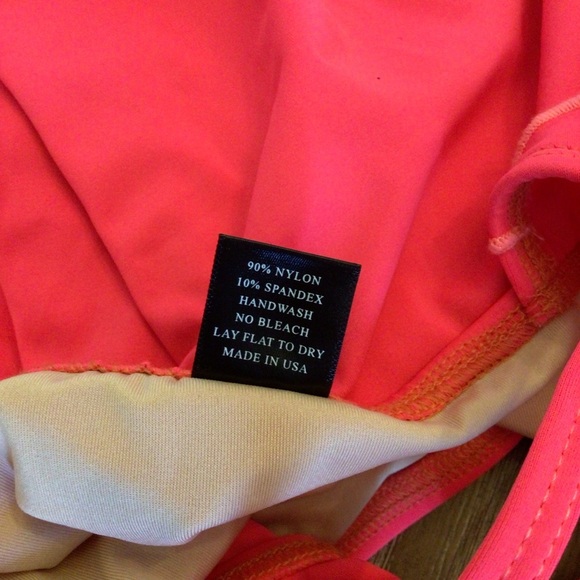 90% NYLON
10% SPANDEX
HANDWASH
NO BLEACH
LAY FLAT TO DRY
MADE IN USA